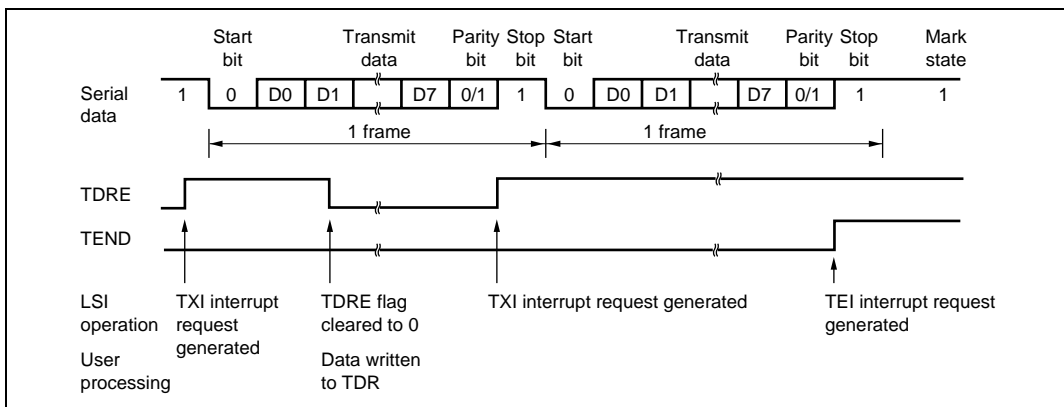 Start bit Transmit data Parity bit Stop bit Start bit Transmit data Parity bit Stop bit Mark state
Serial data 1 0 D0 D1 D7 0/1 1 0 D0 D1 D7 0/1 1 1
1 frame 1 frame
TDRE
TEND
LSI operation
TXI interrupt request generated
TDRE flag cleared to 0
TXI interrupt request generated
TEI interrupt request generated
User processing
Data written to TDR